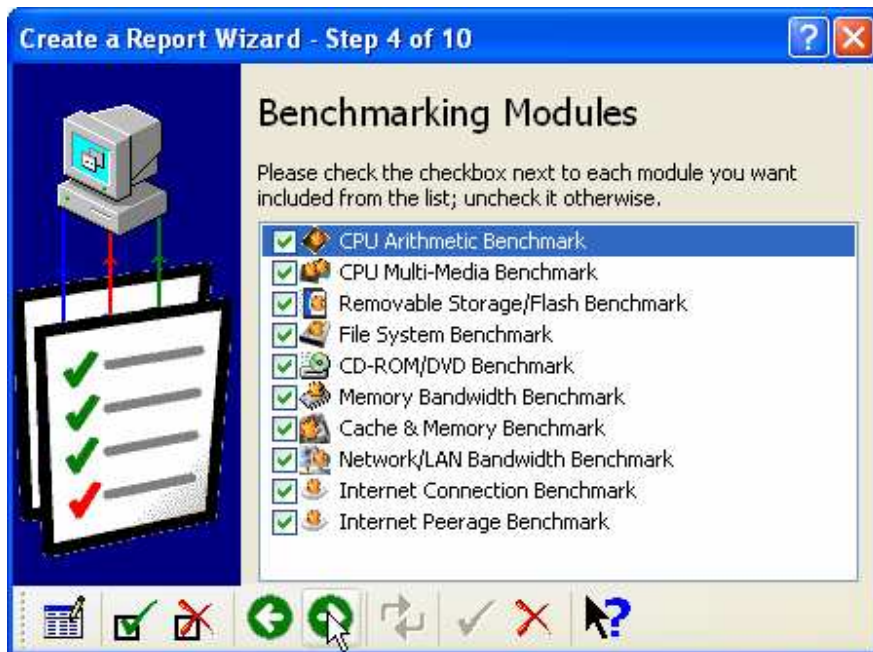 Create a Report Wizard - Step 4 of 10
Benchmarking Modules
Please check the checkbox next to each module you want
included from the list; uncheck it otherwise.
CPU Arithmetic Benchmark
CPU Multi-Media Benchmark
Removable Storage/Flash Benchmark
File System Benchmark
CD-ROM/DVD Benchmark
Memory Bandwidth Benchmark
Cache & Memory Benchmark
Network/LAN Bandwidth Benchmark
Internet Connection Benchmark
Internet Peerage Benchmark